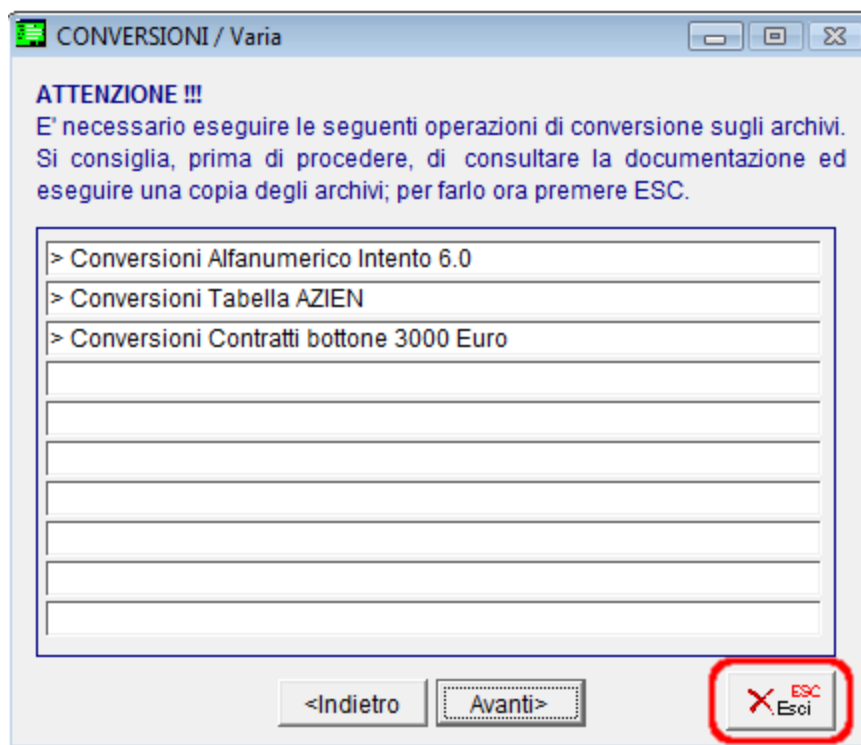 CONVERSIONI / Varia
ATTENZIONE !!!
E' necessario eseguire le seguenti operazioni di conversione sugli archivi.
Si consiglia, prima di procedere, di consultare la documentazione ed
eseguire una copia degli archivi; per farlo ora premere ESC.
> Conversioni Alfanumerico Intento 6.0
> Conversioni Tabella AZIEN
> Conversioni Contratti bottone 3000 Euro
<Indietro
Avanti>
ESC
Esci